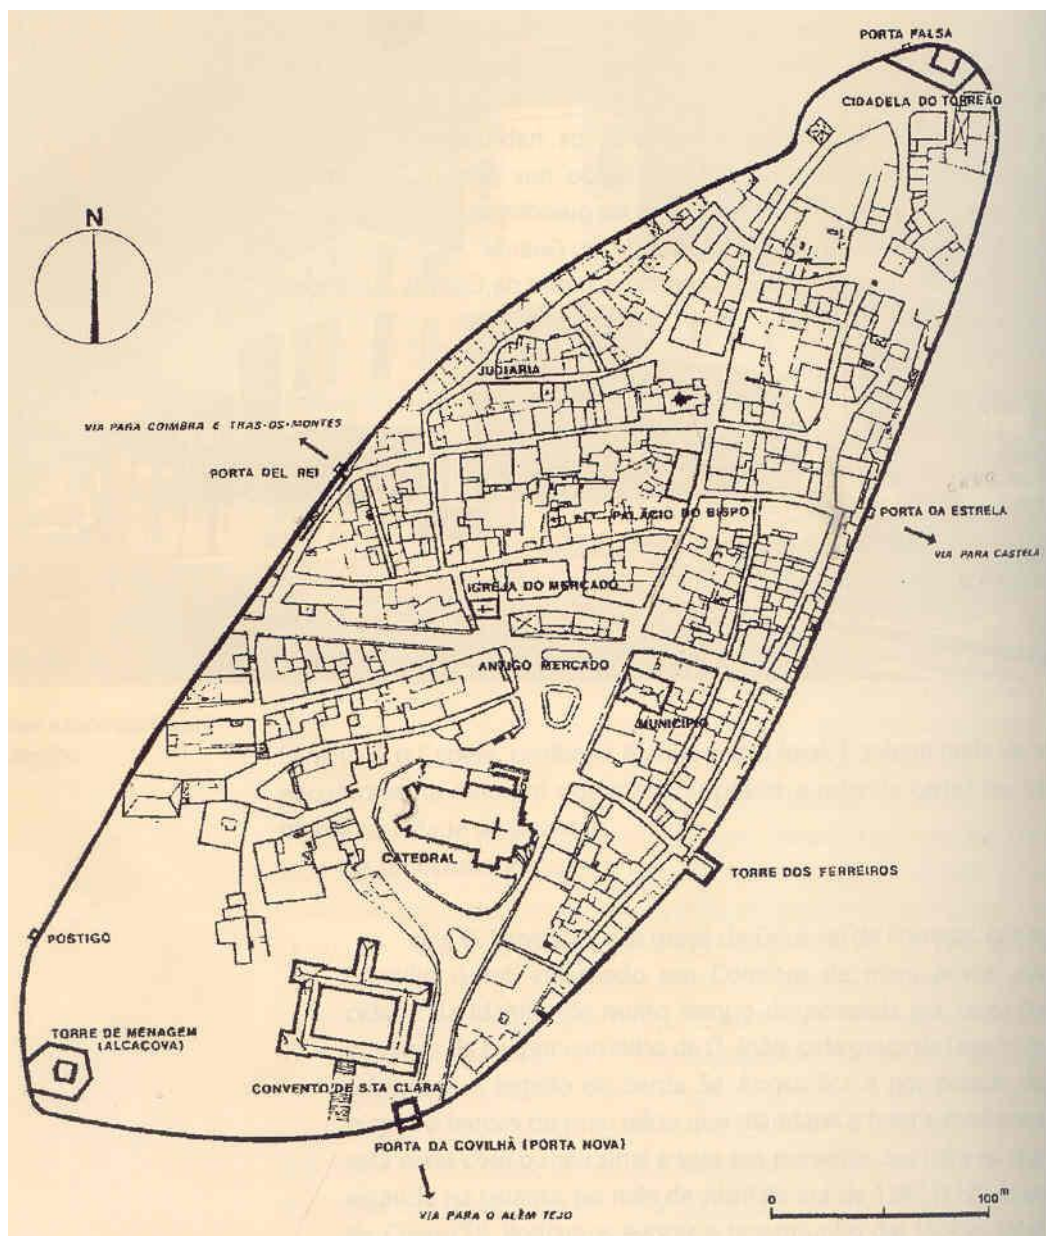 PORTA FALSA
CIDADELA DO TORREÃO
N
JUDIARIA
VIA PARA COIMBRA E TRAS-OS-MONTES
PORTA DEL REI
PALÁCIO DO BISPO
PORTA DA ESTRELA
VIA PARA CASTELA
IGREJA DO MERCADO
ANTIGO MERCADO
MUNICIPIO
CATEDRAL
TORRE DOS FERREIROS
POSTIGO
TORRE DE MENAGEM
(ALCAÇOVA)
CONVENTO DE STA CLARA
PORTA DA COVILHÃ (PORTA NOVA)
VIA PARA O ALÉM TEJO
0 100m